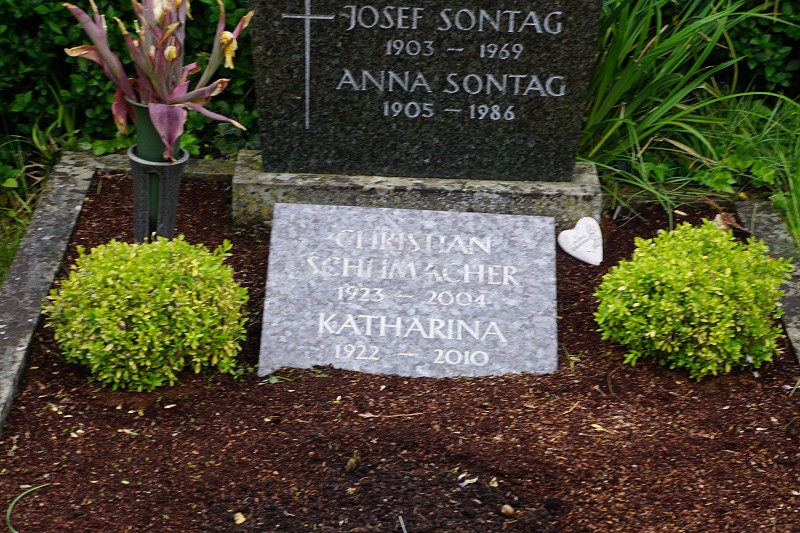 JOSEF SONTAG
1903 – 1969
ANNA SONTAG
1905 – 1986
CHRISTIAN
SCHUMACHER
1923 – 2004
KATHARINA
1922 – 2010